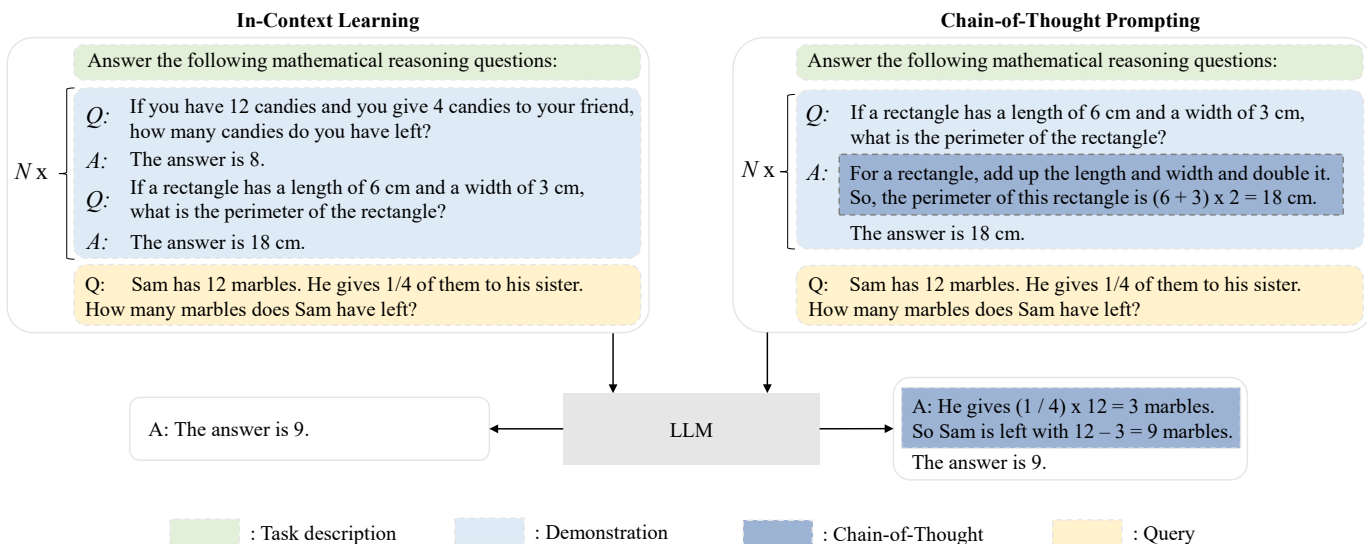 In-Context Learning
Answer the following mathematical reasoning questions:
N x
Q: If you have 12 candies and you give 4 candies to your friend,
how many candies do you have left?
A: The answer is 8.
Q: If a rectangle has a length of 6 cm and a width of 3 cm,
what is the perimeter of the rectangle?
A: The answer is 18 cm.
Q: Sam has 12 marbles. He gives 1/4 of them to his sister.
How many marbles does Sam have left?
Chain-of-Thought Prompting
Answer the following mathematical reasoning questions:
N x
Q: If a rectangle has a length of 6 cm and a width of 3 cm,
what is the perimeter of the rectangle?
A: For a rectangle, add up the length and width and double it.
So, the perimeter of this rectangle is (6 + 3) x 2 = 18 cm.
The answer is 18 cm.
Q: Sam has 12 marbles. He gives 1/4 of them to his sister.
How many marbles does Sam have left?
A: The answer is 9.
LLM
A: He gives (1 / 4) x 12 = 3 marbles.
So Sam is left with 12 – 3 = 9 marbles.
The answer is 9.
: Task description
: Demonstration
: Chain-of-Thought
: Query